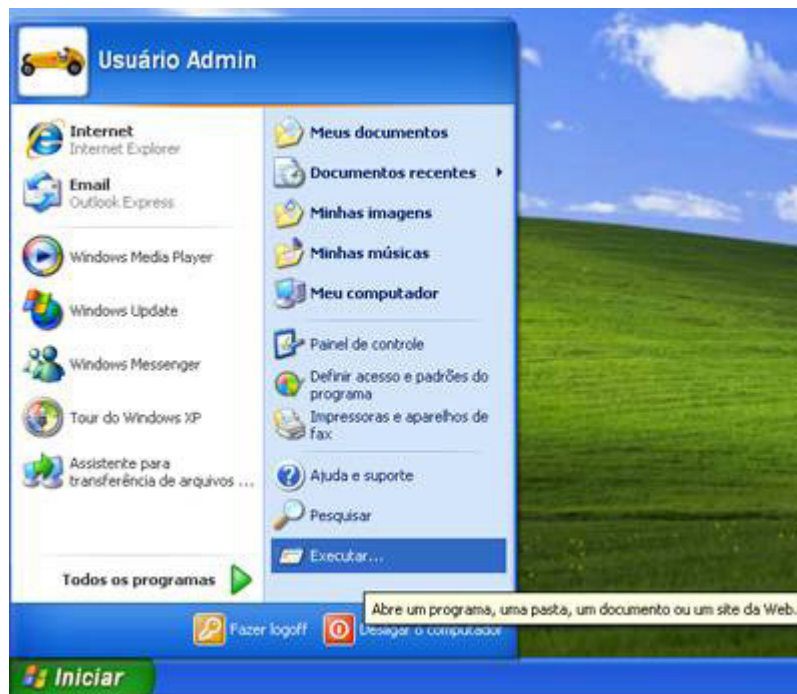 Usuário Admin
Internet
Internet Explorer
Email
Outlook Express
Windows Media Player
Windows Update
Windows Messenger
Tour do Windows XP
Assistente para
transferência de arquivos ...
Todos os programas
Meus documentos
Documentos recentes
Minhas imagens
Minhas músicas
Meu computador
Painel de controle
Definir acesso e padrões do
programa
Impressoras e aparelhos de
fax
Ajuda e suporte
Pesquisar
Executar...
Abre um programa, uma pasta, um documento ou um site da Web.
Fazer logoff
Desligar o computador
Iniciar